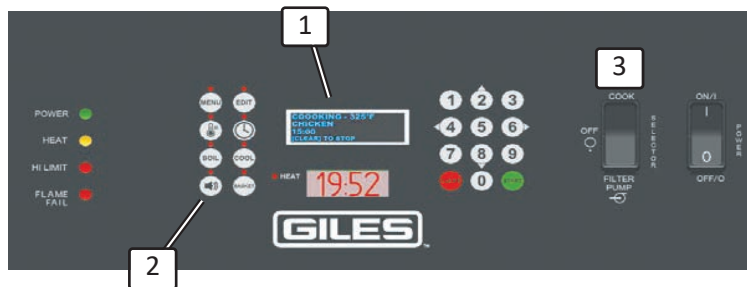 1
2
3
POWER
HEAT
HI LIMIT
FLAME
FAIL
MENU EDIT
BOIL COOL
BASKET
COOOKING - 325°F
CHICKEN
15:00
[CLEAR] TO STOP
HEAT
19:52
GILES
1 2 3
4 5 6
7 8 9
0
COOK
OFF
SELECTOR
FILTER
PUMP
ON/I
I
O
POWER
OFF/O